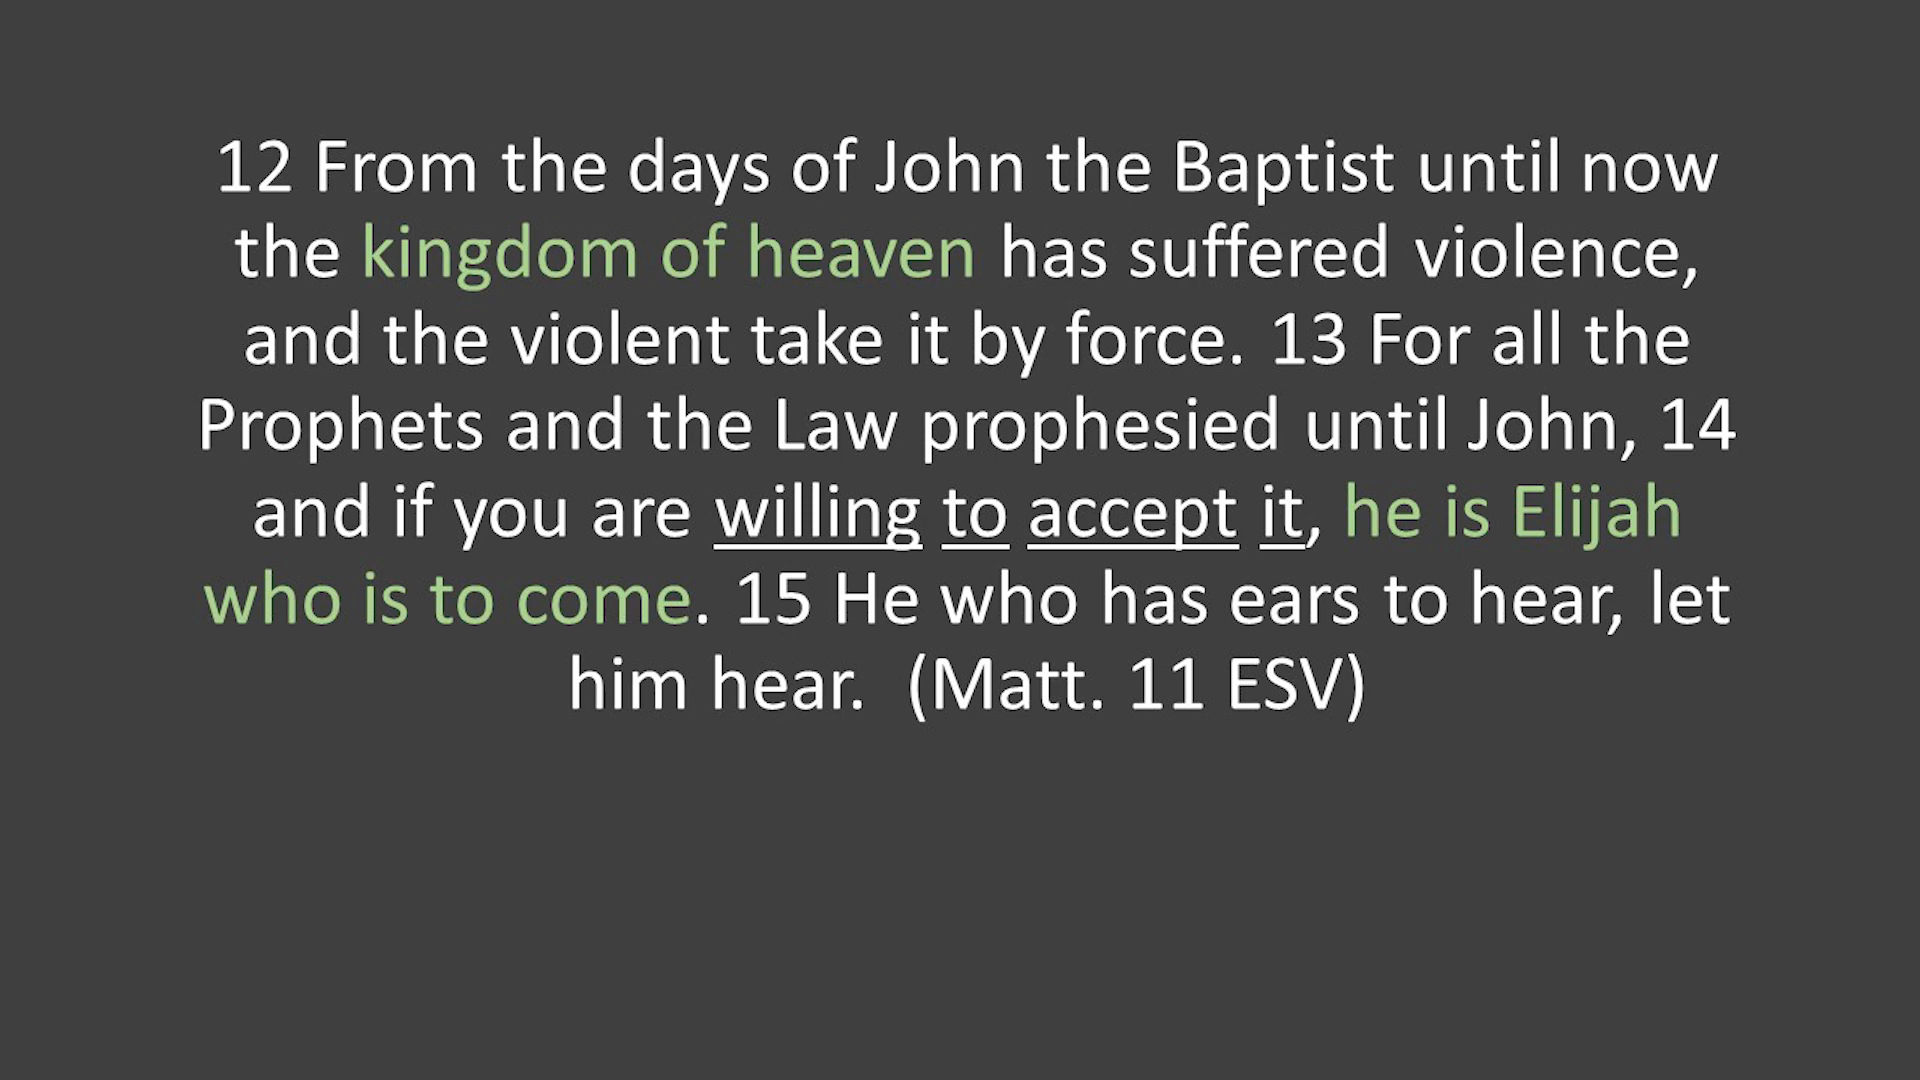 12 From the days of John the Baptist until now
the kingdom of heaven has suffered violence,
and the violent take it by force. 13 For all the
Prophets and the Law prophesied until John, 14
and if you are willing to accept it, he is Elijah
who is to come. 15 He who has ears to hear, let
him hear.  (Matt. 11 ESV)